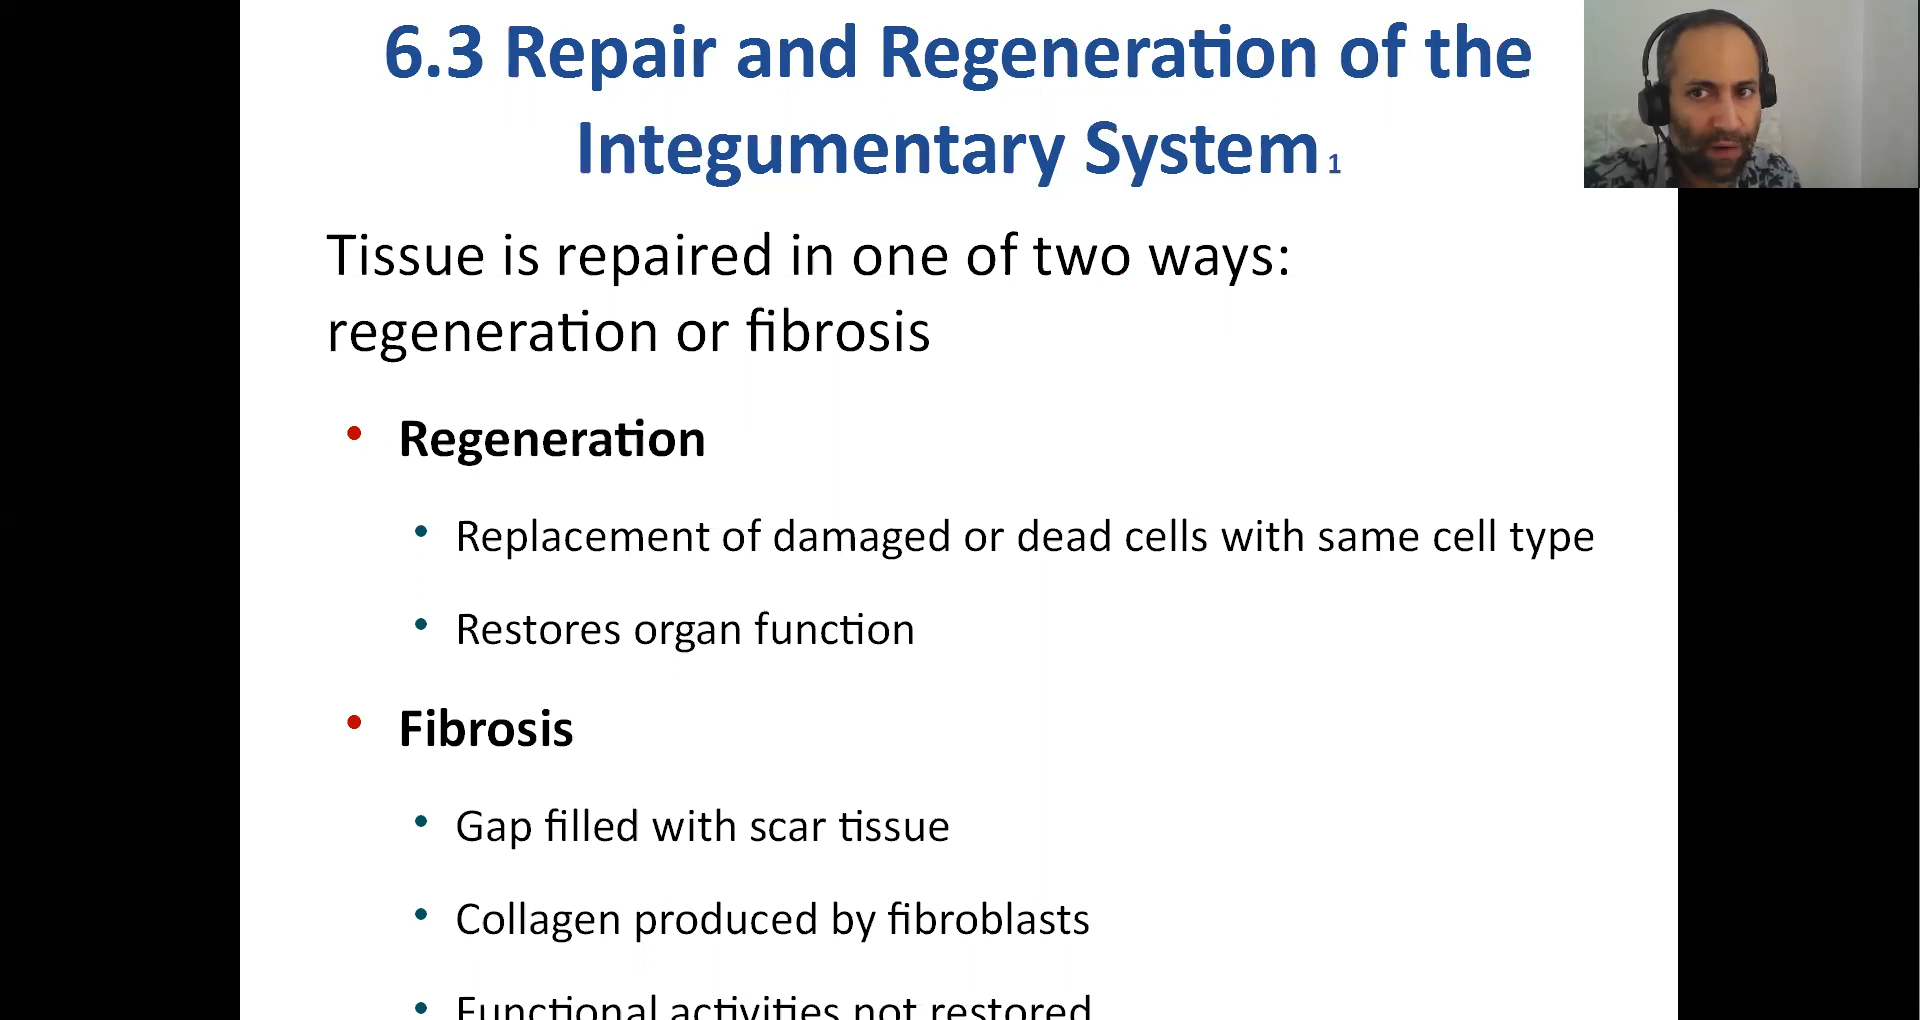 6.3 Repair and Regeneration of the
Integumentary System 1
Tissue is repaired in one of two ways:
regeneration or fibrosis
• Regeneration
• Replacement of damaged or dead cells with same cell type
• Restores organ function
• Fibrosis
• Gap filled with scar tissue
• Collagen produced by fibroblasts
• Functional activities not restored